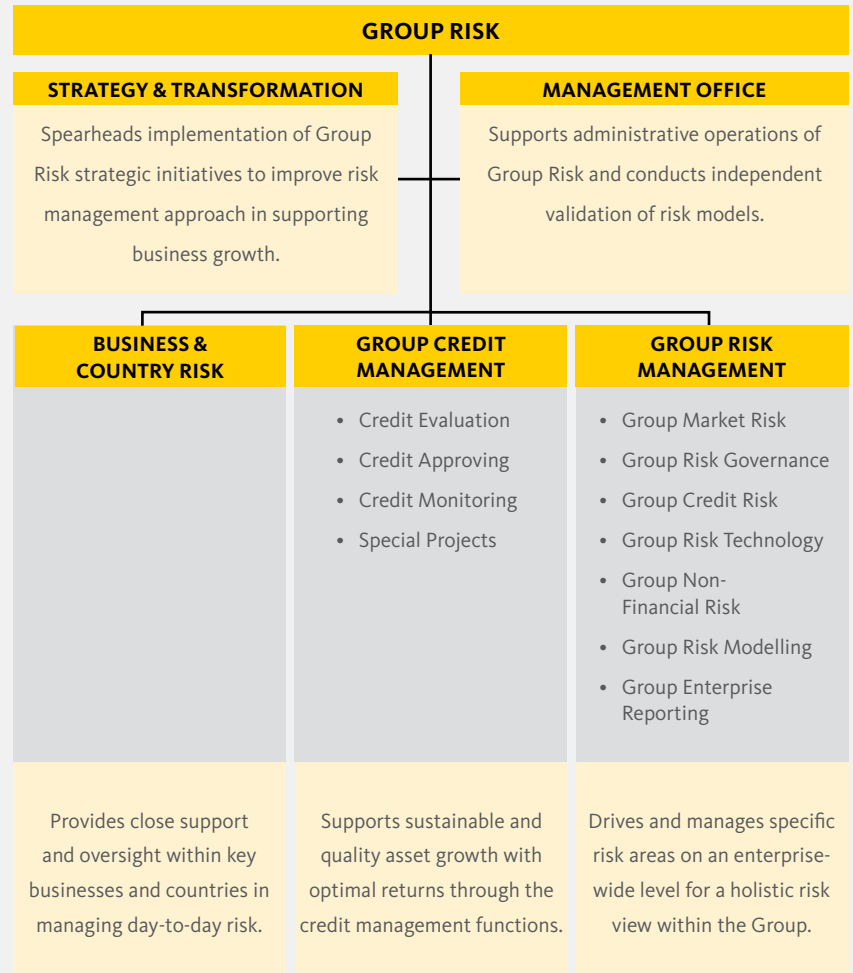 GROUP RISK
STRATEGY & TRANSFORMATION
Spearheads implementation of Group
Risk strategic initiatives to improve risk
management approach in supporting
business growth.
MANAGEMENT OFFICE
Supports administrative operations of
Group Risk and conducts independent
validation of risk models.
BUSINESS &
COUNTRY RISK
Provides close support
and oversight within key
businesses and countries in
managing day-to-day risk.
GROUP CREDIT
MANAGEMENT
• Credit Evaluation
• Credit Approving
• Credit Monitoring
• Special Projects
Supports sustainable and
quality asset growth with
optimal returns through the
credit management functions.
GROUP RISK
MANAGEMENT
• Group Market Risk
• Group Risk Governance
• Group Credit Risk
• Group Risk Technology
• Group Non-
Financial Risk
• Group Risk Modelling
• Group Enterprise
Reporting
Drives and manages specific
risk areas on an enterprise-
wide level for a holistic risk
view within the Group.